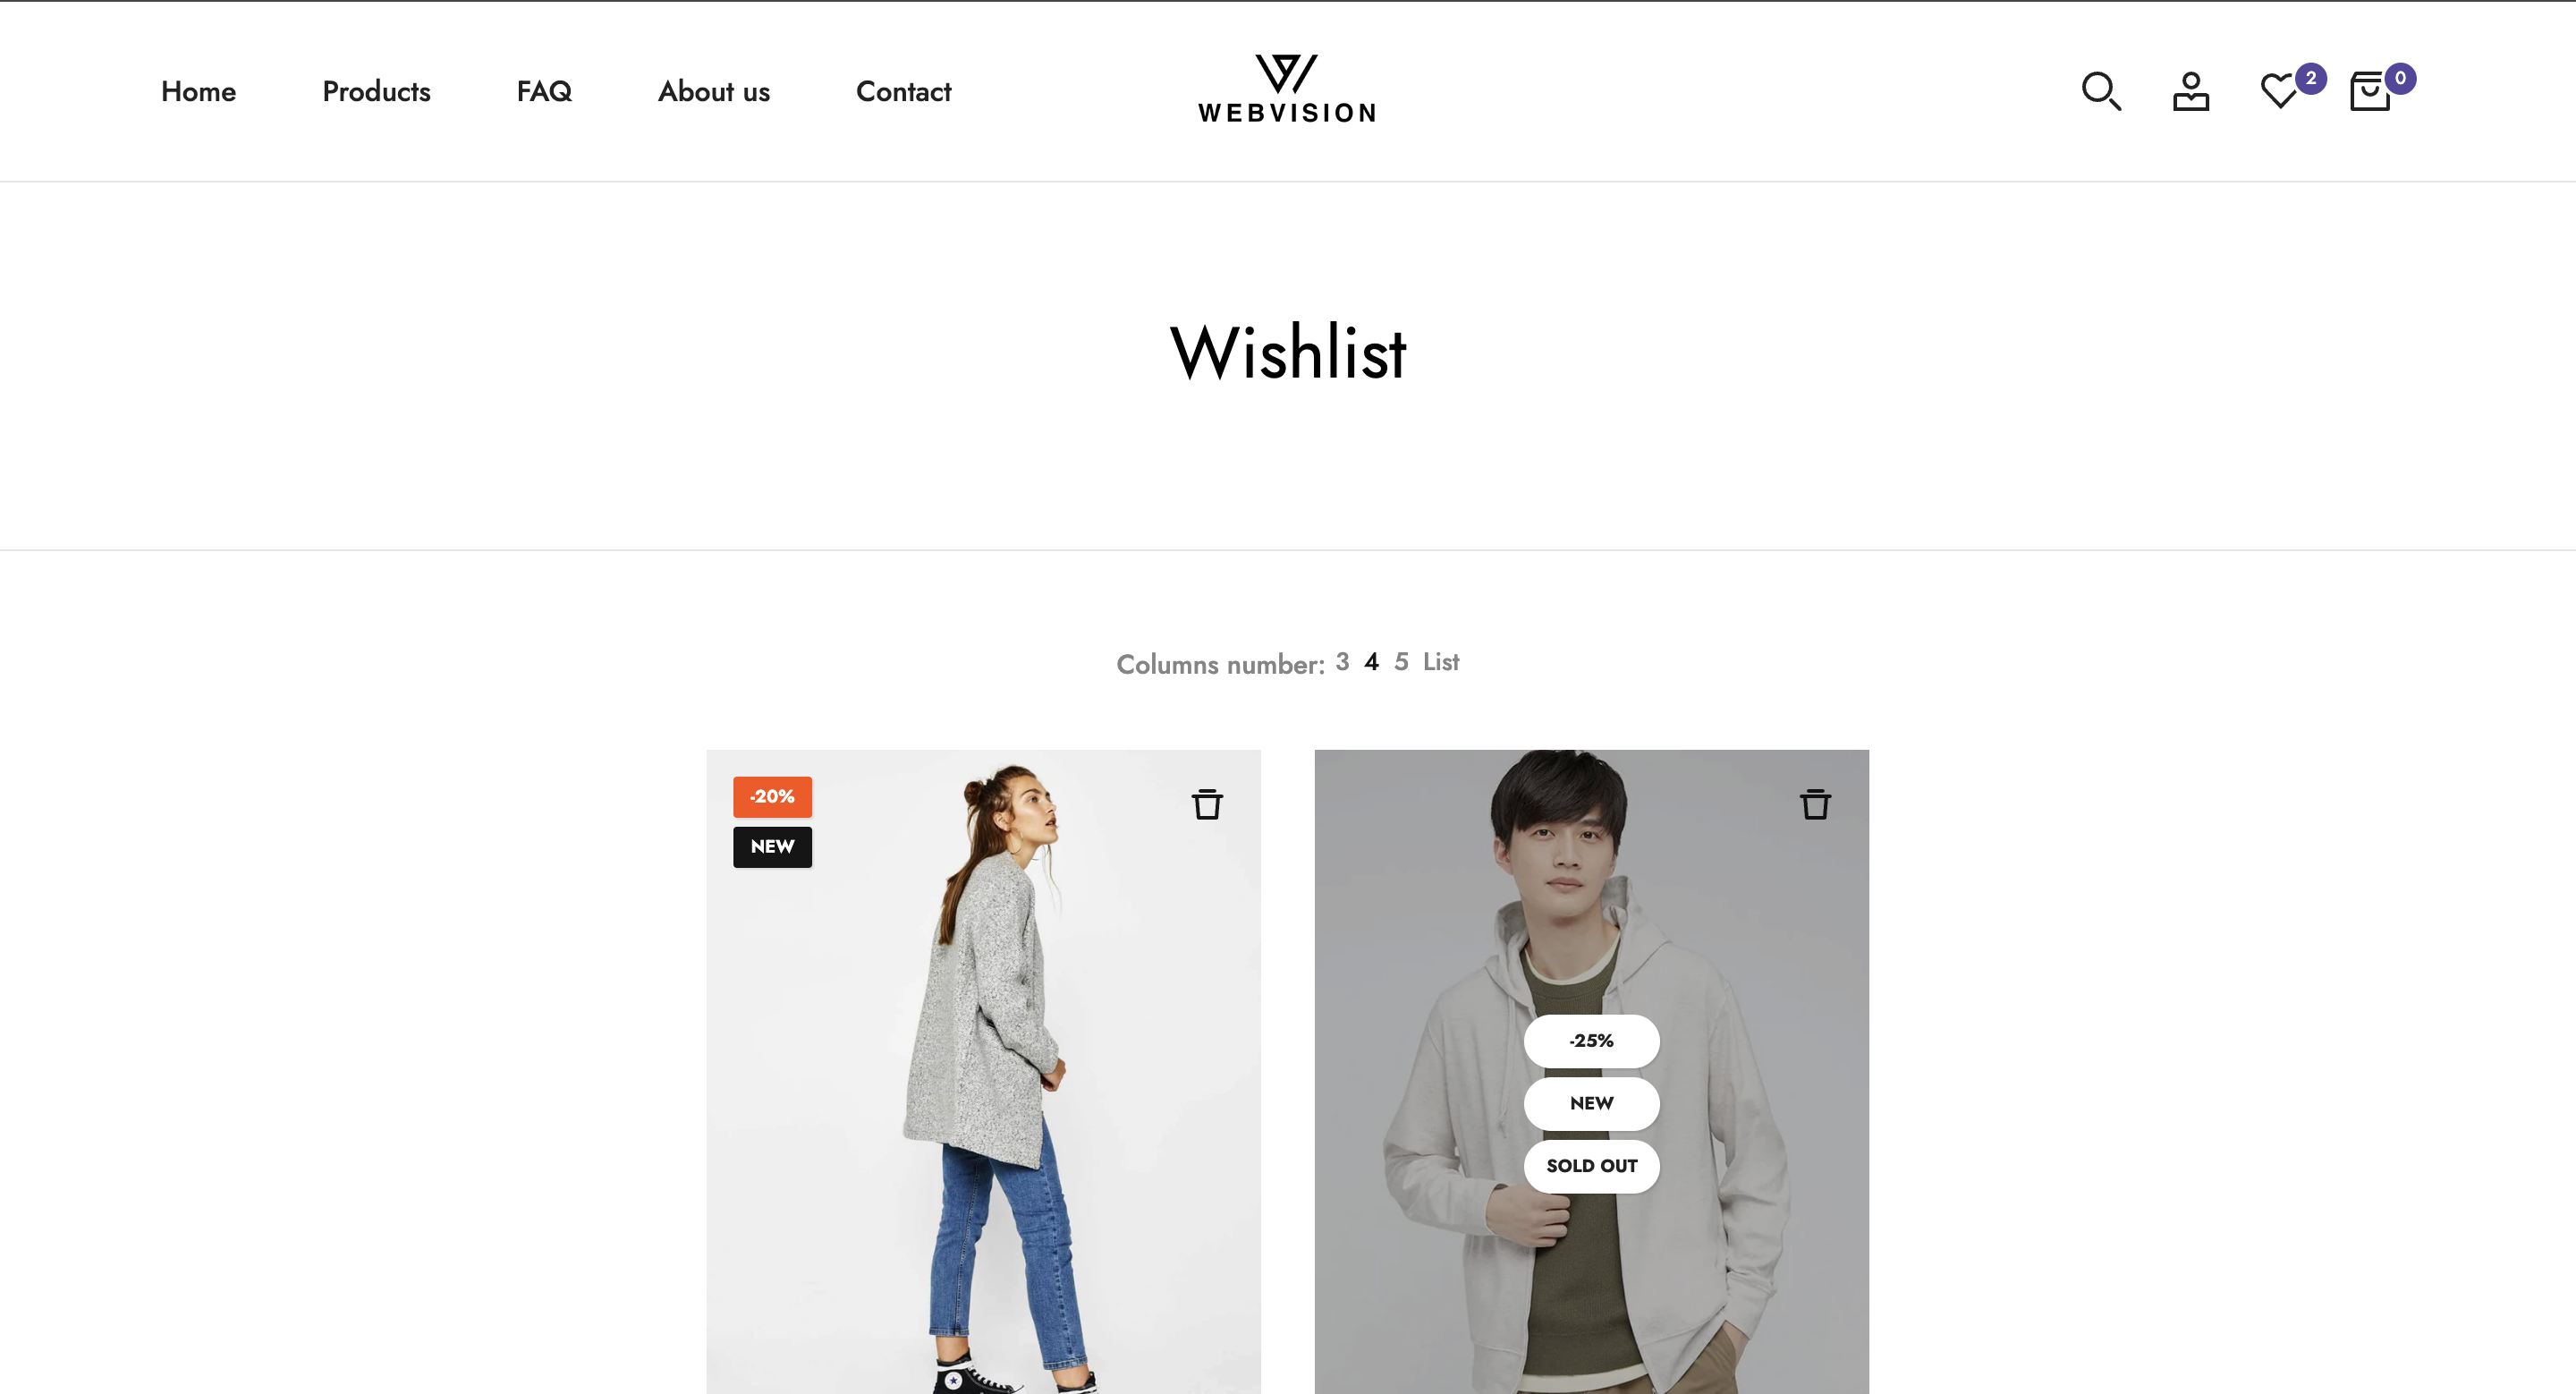 Home Products FAQ About us Contact
WEBVISION
2 0
Wishlist
Columns number: 3 4 5 List
-20%
NEW
-25%
NEW
SOLD OUT